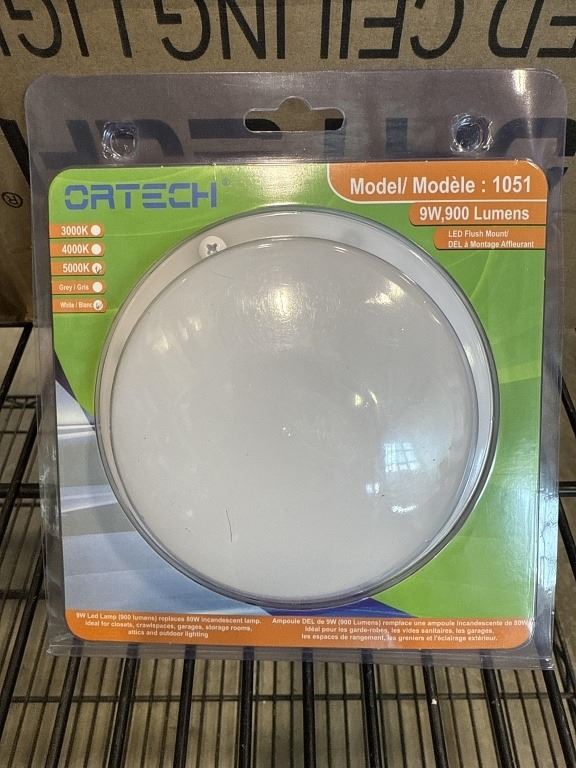 ED CEILING LIGH
ORTECH®
Model/ Modèle : 1051
9W,900 Lumens
LED Flush Mount/
DEL à Montage Affleurant
3000K
4000K
5000K
Grey / Gris
White / Blanc
9W Led Lamp (900 lumens) replaces 80W incandescent lamp.
Ideal for closets, crawlspaces, garages, storage rooms,
attics and outdoor lighting
Ampoule DEL de 9W (900 Lumens) remplace une ampoule Incandescente de 80W
Idéal pour les garde-robes, les vides sanitaires, les garages,
les espaces de rangement, les greniers et l'éclairage extérieur.